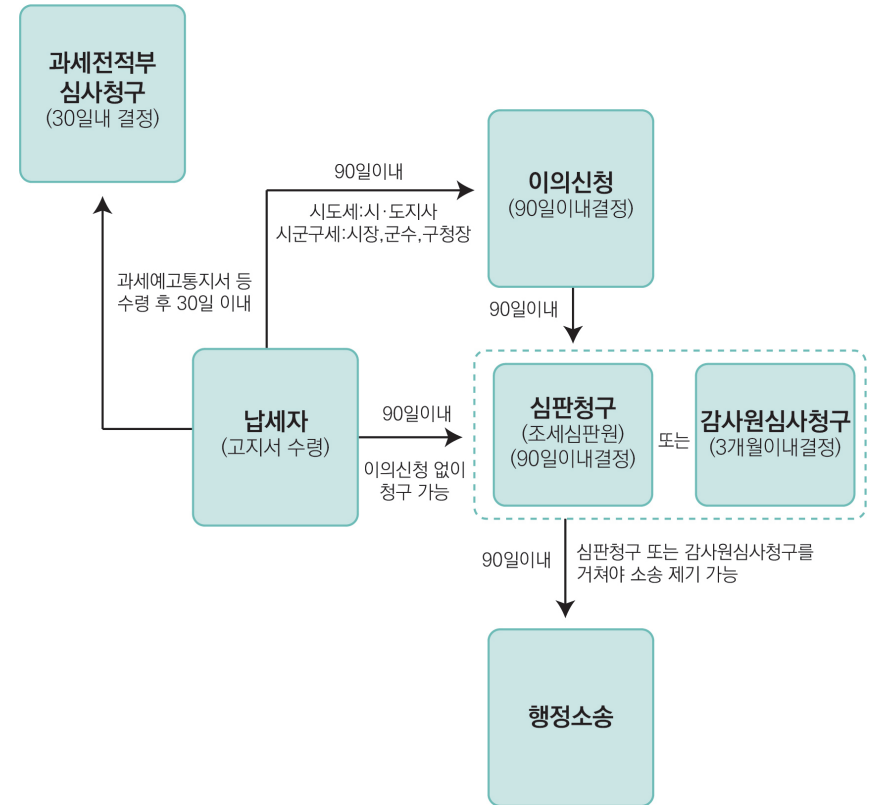 과세전적부
심사청구
(30일내 결정)
90일이내
시도세:시·도지사
시군구세:시장,군수,구청장
이의신청
(90일이내결정)
과세예고통지서 등
수령 후 30일 이내
90일이내
납세자
(고지서 수령)
90일이내
이의신청 없이
청구 가능
심판청구
(조세심판원)
(90일이내결정)
또는
감사원심사청구
(3개월이내결정)
90일이내
심판청구 또는 감사원심사청구를
거쳐야 소송 제기 가능
행정소송